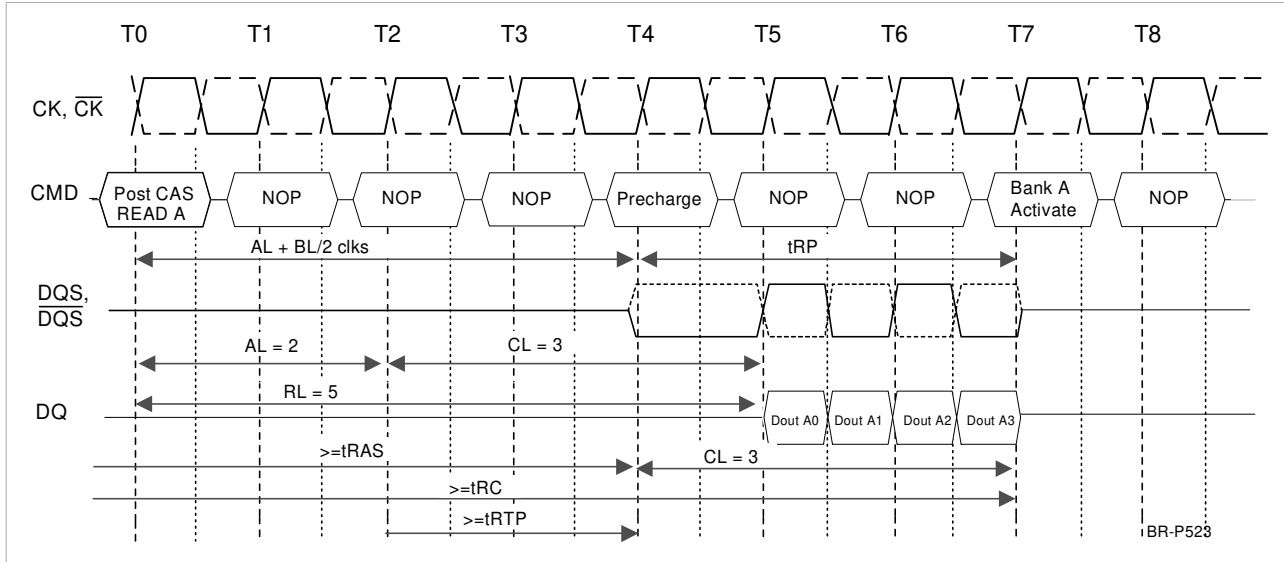 T0 T1 T2 T3 T4 T5 T6 T7 T8
CK, CK
CMD
Post CAS
READ A
NOP
NOP
NOP
Precharge
NOP
NOP
Bank A
Activate
NOP
AL + BL/2 clks
tRP
DQS,
DQS
AL = 2
CL = 3
RL = 5
DQ
Dout A0
Dout A1
Dout A2
Dout A3
>=tRAS
CL = 3
>=tRC
>=tRTP
BR-P523